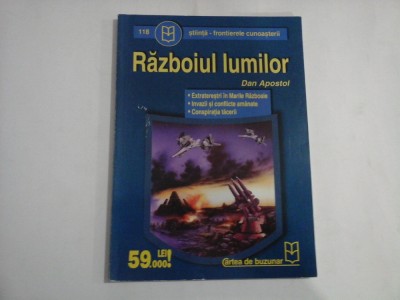 118
știință - frontierele cunoașterii
Războiul lumilor
Dan Apostol
• Extratereștri în Marile Războaie
• Invazii și conflicte amânate
• Conspirația tăcerii
59.000 LEI!
cartea de buzunar